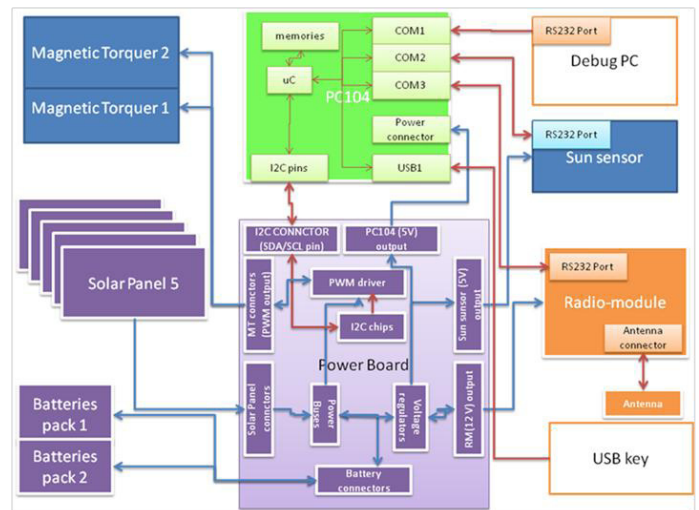 Magnetic Torquer 2
Magnetic Torquer 1
memories
uC
PC104
COM1
COM2
COM3
Power
connector
I2C pins
USB1
RS232 Port
Debug PC
RS232 Port
Sun sensor
Solar Panel 5
I2C CONNCTOR
(SDA/SCL pin)
PC104 (5V)
output
MT connctors
(PWM output)
PWM driver
I2C chips
Sun sunsor (5V)
output
Power Board
Solar Panel
connctors
Power
Buses
Voltage
regulators
RM(12 V) output
Battery
connectors
RS232 Port
Radio-module
Antenna
connector
Antenna
Batteries
pack 1
Batteries
pack 2
USB key